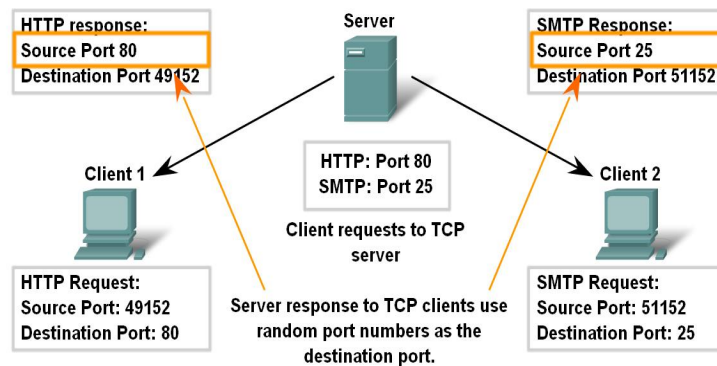 HTTP response:
Source Port 80
Destination Port 49152
Server
SMTP Response:
Source Port 25
Destination Port 51152
HTTP: Port 80
SMTP: Port 25
Client 1
Client 2
Client requests to TCP
server
HTTP Request:
Source Port: 49152
Destination Port: 80
Server response to TCP clients use
random port numbers as the
destination port.
SMTP Request:
Source Port: 51152
Destination Port: 25